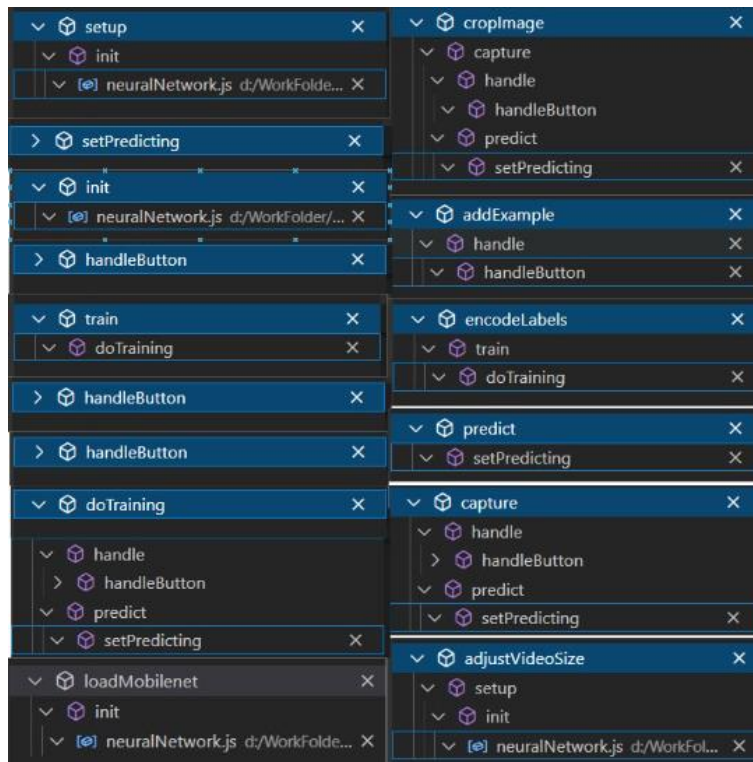 setup
init
neuralNetwork.js d:/WorkFolde...
setPredicting
init
neuralNetwork.js d:/WorkFolder/...
handleButton
train
doTraining
handleButton
handleButton
doTraining
handle
handleButton
predict
setPredicting
loadMobilenet
init
neuralNetwork.js d:/WorkFolde...
cropImage
capture
handle
handleButton
predict
setPredicting
addExample
handle
handleButton
encodeLabels
train
doTraining
predict
setPredicting
capture
handle
handleButton
predict
setPredicting
adjustVideoSize
setup
init
neuralNetwork.js d:/WorkFol...